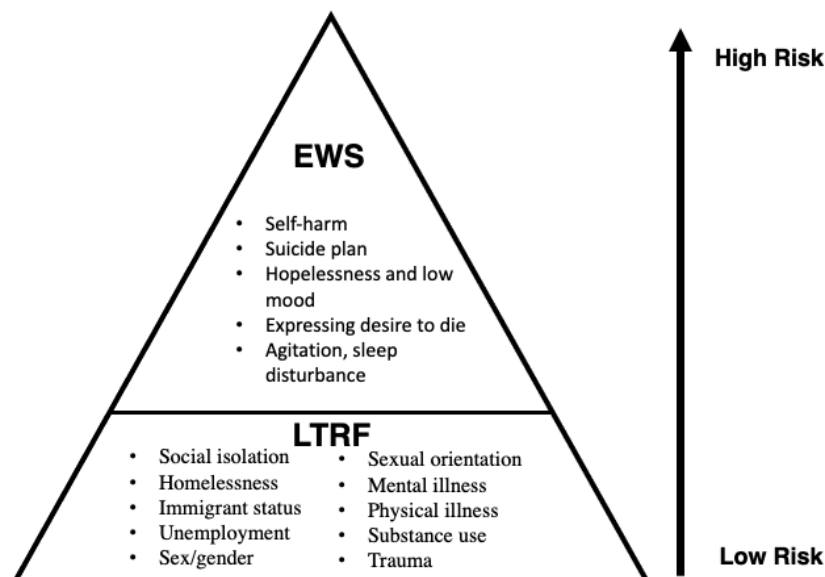 High Risk
EWS
• Self-harm
• Suicide plan
• Hopelessness and low
mood
• Expressing desire to die
• Agitation, sleep
disturbance
LTRF
• Social isolation
• Homelessness
• Immigrant status
• Unemployment
• Sex/gender
• Sexual orientation
• Mental illness
• Physical illness
• Substance use
• Trauma
Low Risk